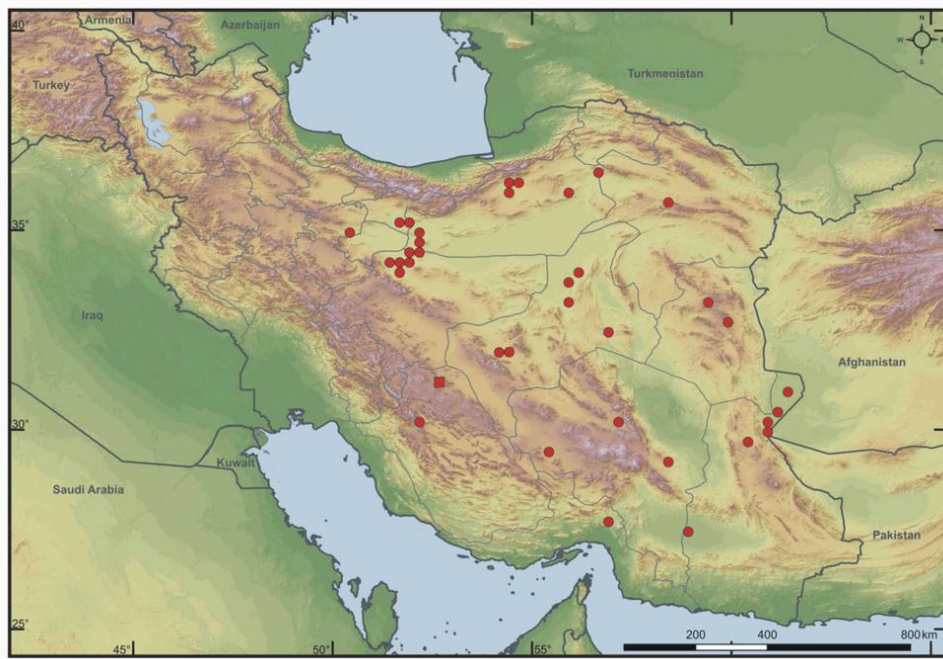 40°
Armenia
Azerbaijan
N
W
S
Turkey
Turkmenistan
35°
Iraq
Afghanistan
30°
Kuwait
Saudi Arabia
Pakistan
25°
200
400
800 km
45°
50°
55°